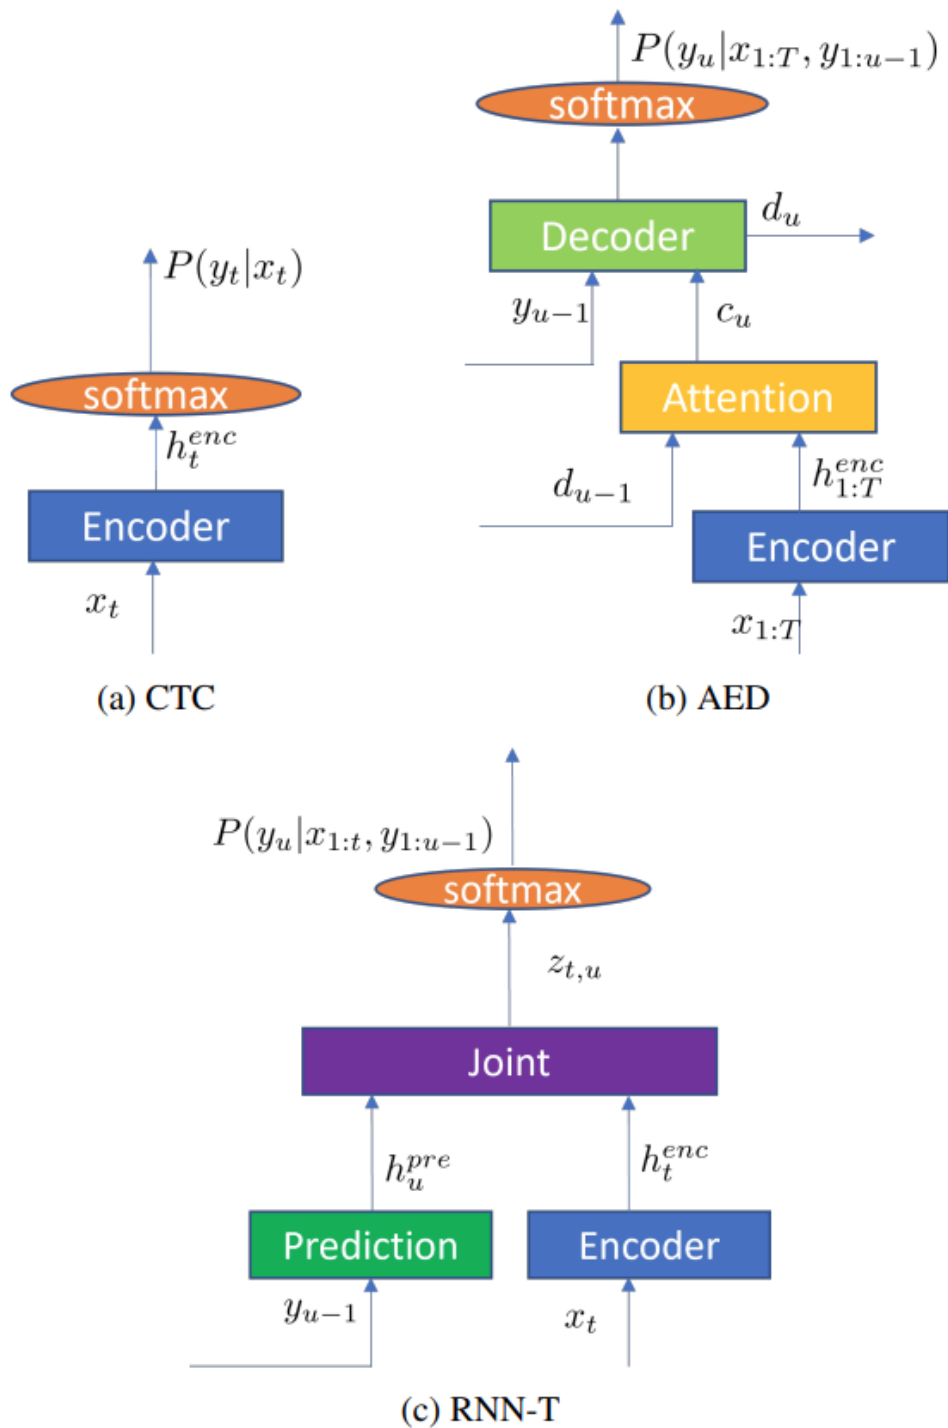 P(y_t|x_t)
softmax
h_t^{enc}
Encoder
x_t
(a) CTC
P(y_u|x_{1:T}, y_{1:u-1})
softmax
Decoder
d_u
y_{u-1}
c_u
Attention
d_{u-1}
h_{1:T}^{enc}
Encoder
x_{1:T}
(b) AED
P(y_u|x_{1:t}, y_{1:u-1})
softmax
z_{t,u}
Joint
h_u^{pre}
h_t^{enc}
Prediction
Encoder
y_{u-1}
x_t
(c) RNN-T